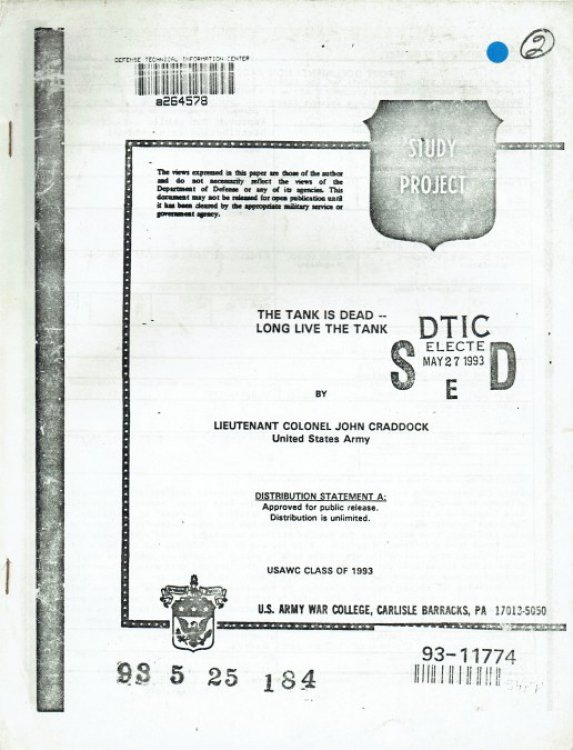 2
DEFENSE TECHNICAL INFORMATION CENTER
a264578
STUDY
PROJECT
The views expressed in this paper are those of the author
and do not necessarily reflect the views of the
Department of Defense or any of its agencies. This
document may not be released for open publication until
it has been cleared by the appropriate military service or
government agency.
THE TANK IS DEAD --
LONG LIVE THE TANK
DTIC
ELECTE
MAY 27 1993
S E D
BY
LIEUTENANT COLONEL JOHN CRADDOCK
United States Army
DISTRIBUTION STATEMENT A:
Approved for public release.
Distribution is unlimited.
USAWC CLASS OF 1993
U.S. ARMY WAR COLLEGE, CARLISLE BARRACKS, PA 17013-5050
93 5 25 184
93-11774